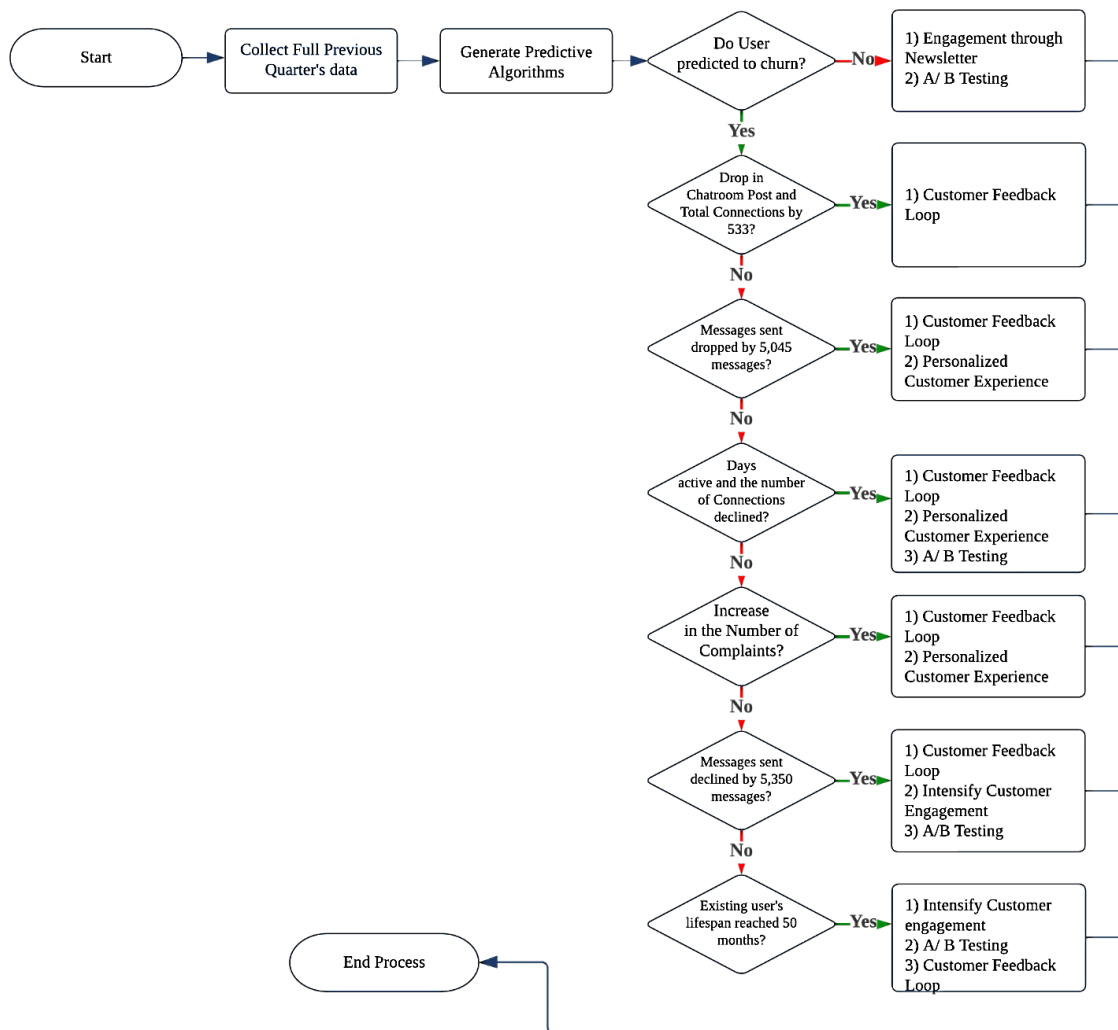 Start
Collect Full Previous
Quarter's data
Generate Predictive
Algorithms
Do User
predicted to churn?
No
1) Engagement through
Newsletter
2) A/ B Testing
Yes
Drop in
Chatroom Post and
Total Connections by
533?
Yes
1) Customer Feedback
Loop
No
Messages sent
dropped by 5,045
messages?
Yes
1) Customer Feedback
Loop
2) Personalized
Customer Experience
No
Days
active and the number
of Connections
declined?
Yes
1) Customer Feedback
Loop
2) Personalized
Customer Experience
3) A/ B Testing
No
Increase
in the Number of
Complaints?
Yes
1) Customer Feedback
Loop
2) Personalized
Customer Experience
No
Messages sent
declined by 5,350
messages?
Yes
1) Customer Feedback
Loop
2) Intensify Customer
Engagement
3) A/B Testing
No
Existing user's
lifespan reached 50
months?
Yes
1) Intensify Customer
engagement
2) A/ B Testing
3) Customer Feedback
Loop
End Process